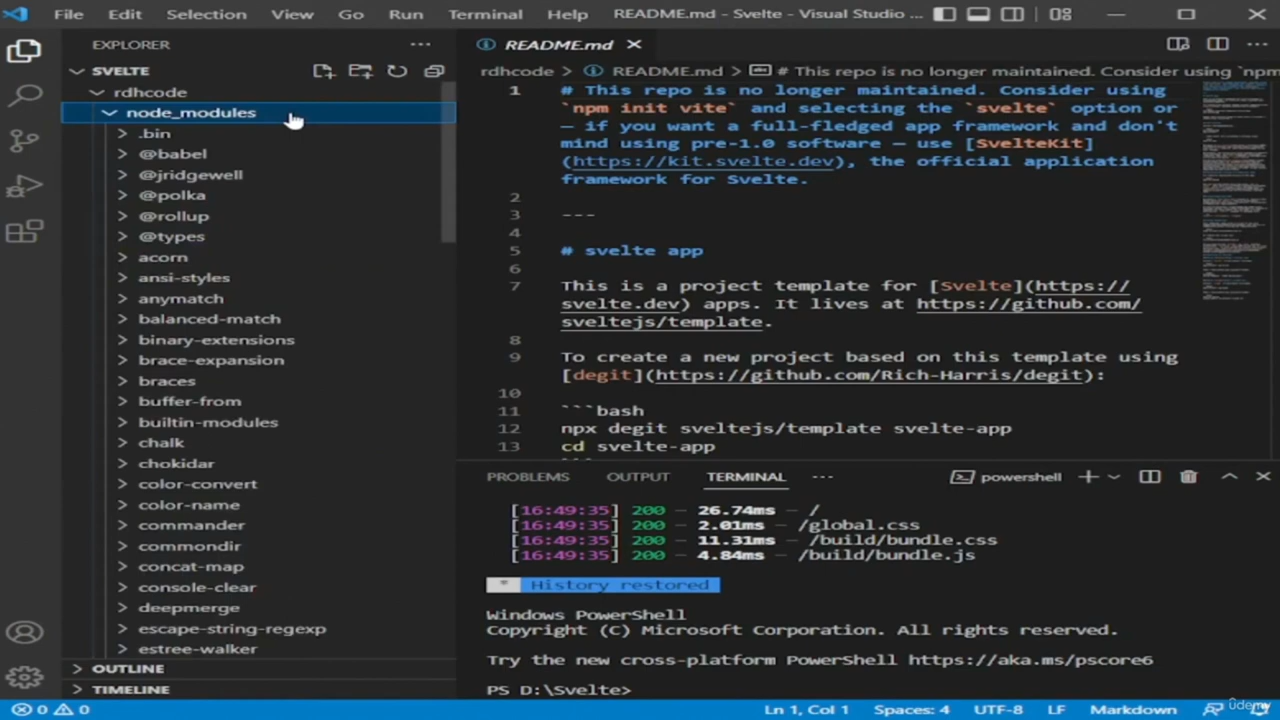 File Edit Selection View Go Run Terminal Help README.md - Svelte - Visual Studio ...
EXPLORER
SVELTE
rdhcode
node_modules
.bin
@babel
@jridgewell
@polka
@rollup
@types
acorn
ansi-styles
anymatch
balanced-match
binary-extensions
brace-expansion
braces
buffer-from
builtin-modules
chalk
chokidar
color-convert
color-name
commander
commondir
concat-map
console-clear
deepmerge
escape-string-regexp
estree-walker
OUTLINE
TIMELINE
README.md
rdhcode > README.md > # This repo is no longer maintained. Consider using `npm
1 # This repo is no longer maintained. Consider using
`npm init vite` and selecting the `svelte` option or
— if you want a full-fledged app framework and don't
mind using pre-1.0 software — use [SvelteKit]
(https://kit.svelte.dev), the official application
framework for Svelte.
2
3 ---
4
5 # svelte app
6
7 This is a project template for [Svelte](https://
svelte.dev) apps. It lives at https://github.com/
sveltejs/template.
8
9 To create a new project based on this template using
[degit](https://github.com/Rich-Harris/degit):
10
11 ```bash
12 npx degit sveltejs/template svelte-app
13 cd svelte-app
PROBLEMS OUTPUT TERMINAL ... powershell
[16:49:35] 200 — 26.74ms — /
[16:49:35] 200 — 2.01ms — /global.css
[16:49:35] 200 — 11.31ms — /build/bundle.css
[16:49:35] 200 — 4.84ms — /build/bundle.js
* History restored
Windows PowerShell
Copyright (C) Microsoft Corporation. All rights reserved.
Try the new cross-platform PowerShell https://aka.ms/pscore6
PS D:\Svelte>
0 0 Ln 1, Col 1 Spaces: 4 UTF-8 LF Markdown
udemy